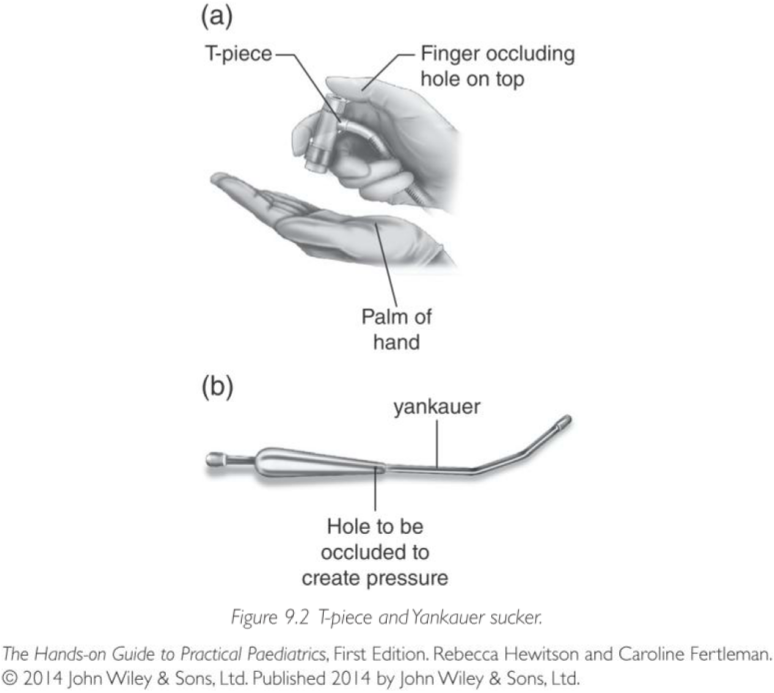 (a)
T-piece
Finger occluding
hole on top
Palm of
hand
(b)
yankauer
Hole to be
occluded to
create pressure
Figure 9.2 T-piece and Yankauer sucker.
The Hands-on Guide to Practical Paediatrics, First Edition. Rebecca Hewitson and Caroline Fertleman.
© 2014 John Wiley & Sons, Ltd. Published 2014 by John Wiley & Sons, Ltd.